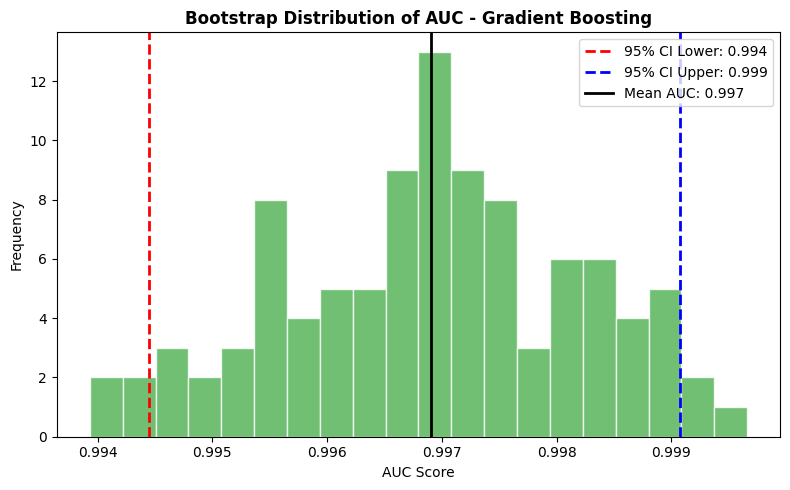 Bootstrap Distribution of AUC - Gradient Boosting
95% CI Lower: 0.994
95% CI Upper: 0.999
Mean AUC: 0.997
12
10
8
6
4
2
0
Frequency
0.994
0.995
0.996
0.997
0.998
0.999
AUC Score